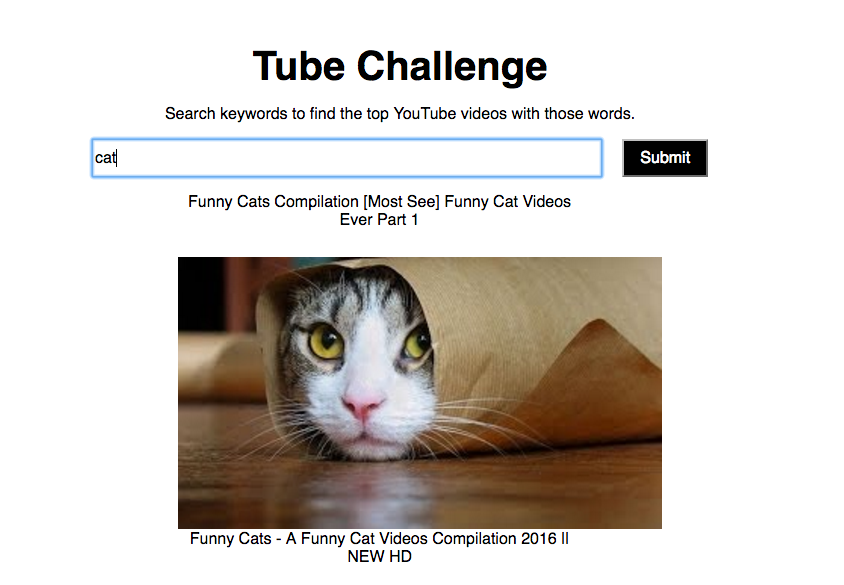 Tube Challenge
Search keywords to find the top YouTube videos with those words.
cat
Submit
Funny Cats Compilation [Most See] Funny Cat Videos
Ever Part 1
Funny Cats - A Funny Cat Videos Compilation 2016 ll
NEW HD